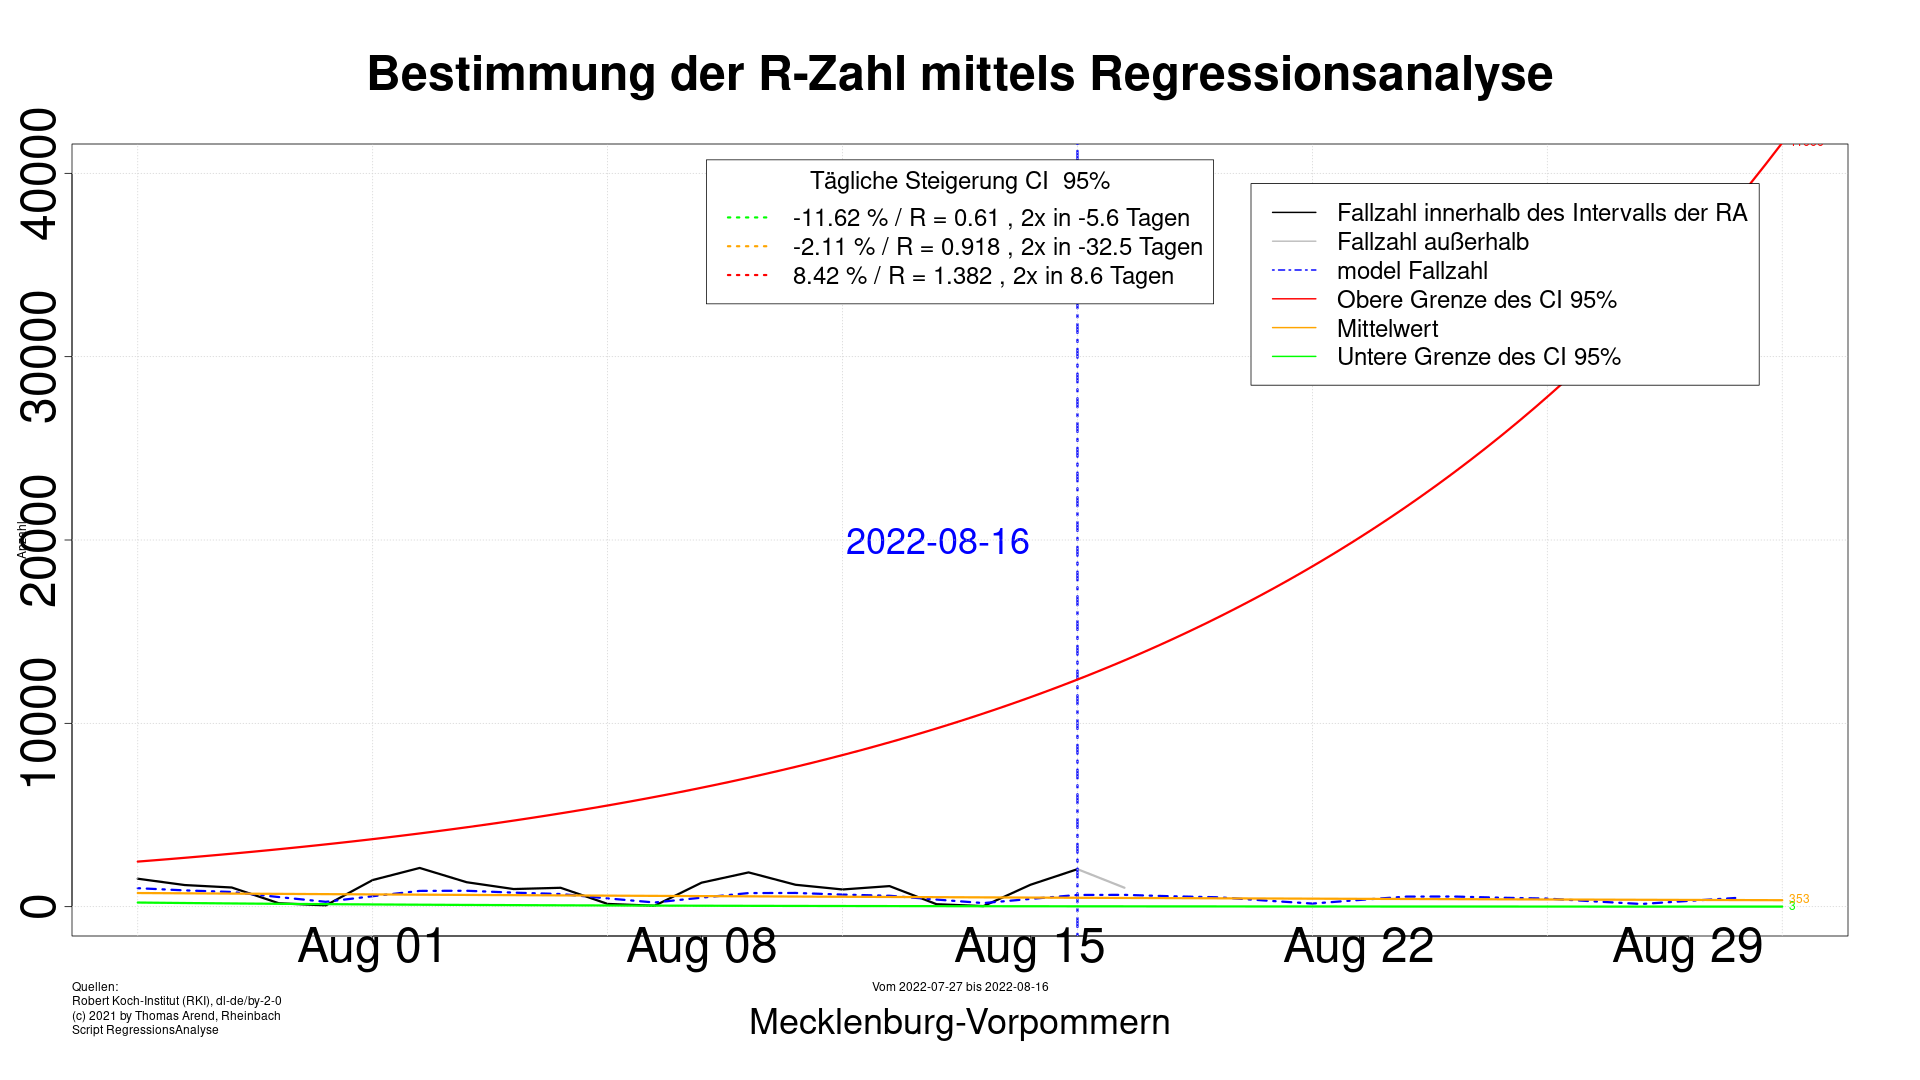 Bestimmung der R-Zahl mittels Regressionsanalyse
Anzahl
40000
30000
20000
10000
0
Tägliche Steigerung CI  95%
-11.62 % / R = 0.61 , 2x in -5.6 Tagen
-2.11 % / R = 0.918 , 2x in -32.5 Tagen
8.42 % / R = 1.382 , 2x in 8.6 Tagen
Fallzahl innerhalb des Intervalls der RA
Fallzahl außerhalb
model Fallzahl
Obere Grenze des CI 95%
Mittelwert
Untere Grenze des CI 95%
2022-08-16
353
3
Aug 01
Aug 08
Aug 15
Aug 22
Aug 29
Quellen:
Robert Koch-Institut (RKI), dl-de/by-2-0
(c) 2021 by Thomas Arend, Rheinbach
Script RegressionsAnalyse
Vom 2022-07-27 bis 2022-08-16
Mecklenburg-Vorpommern